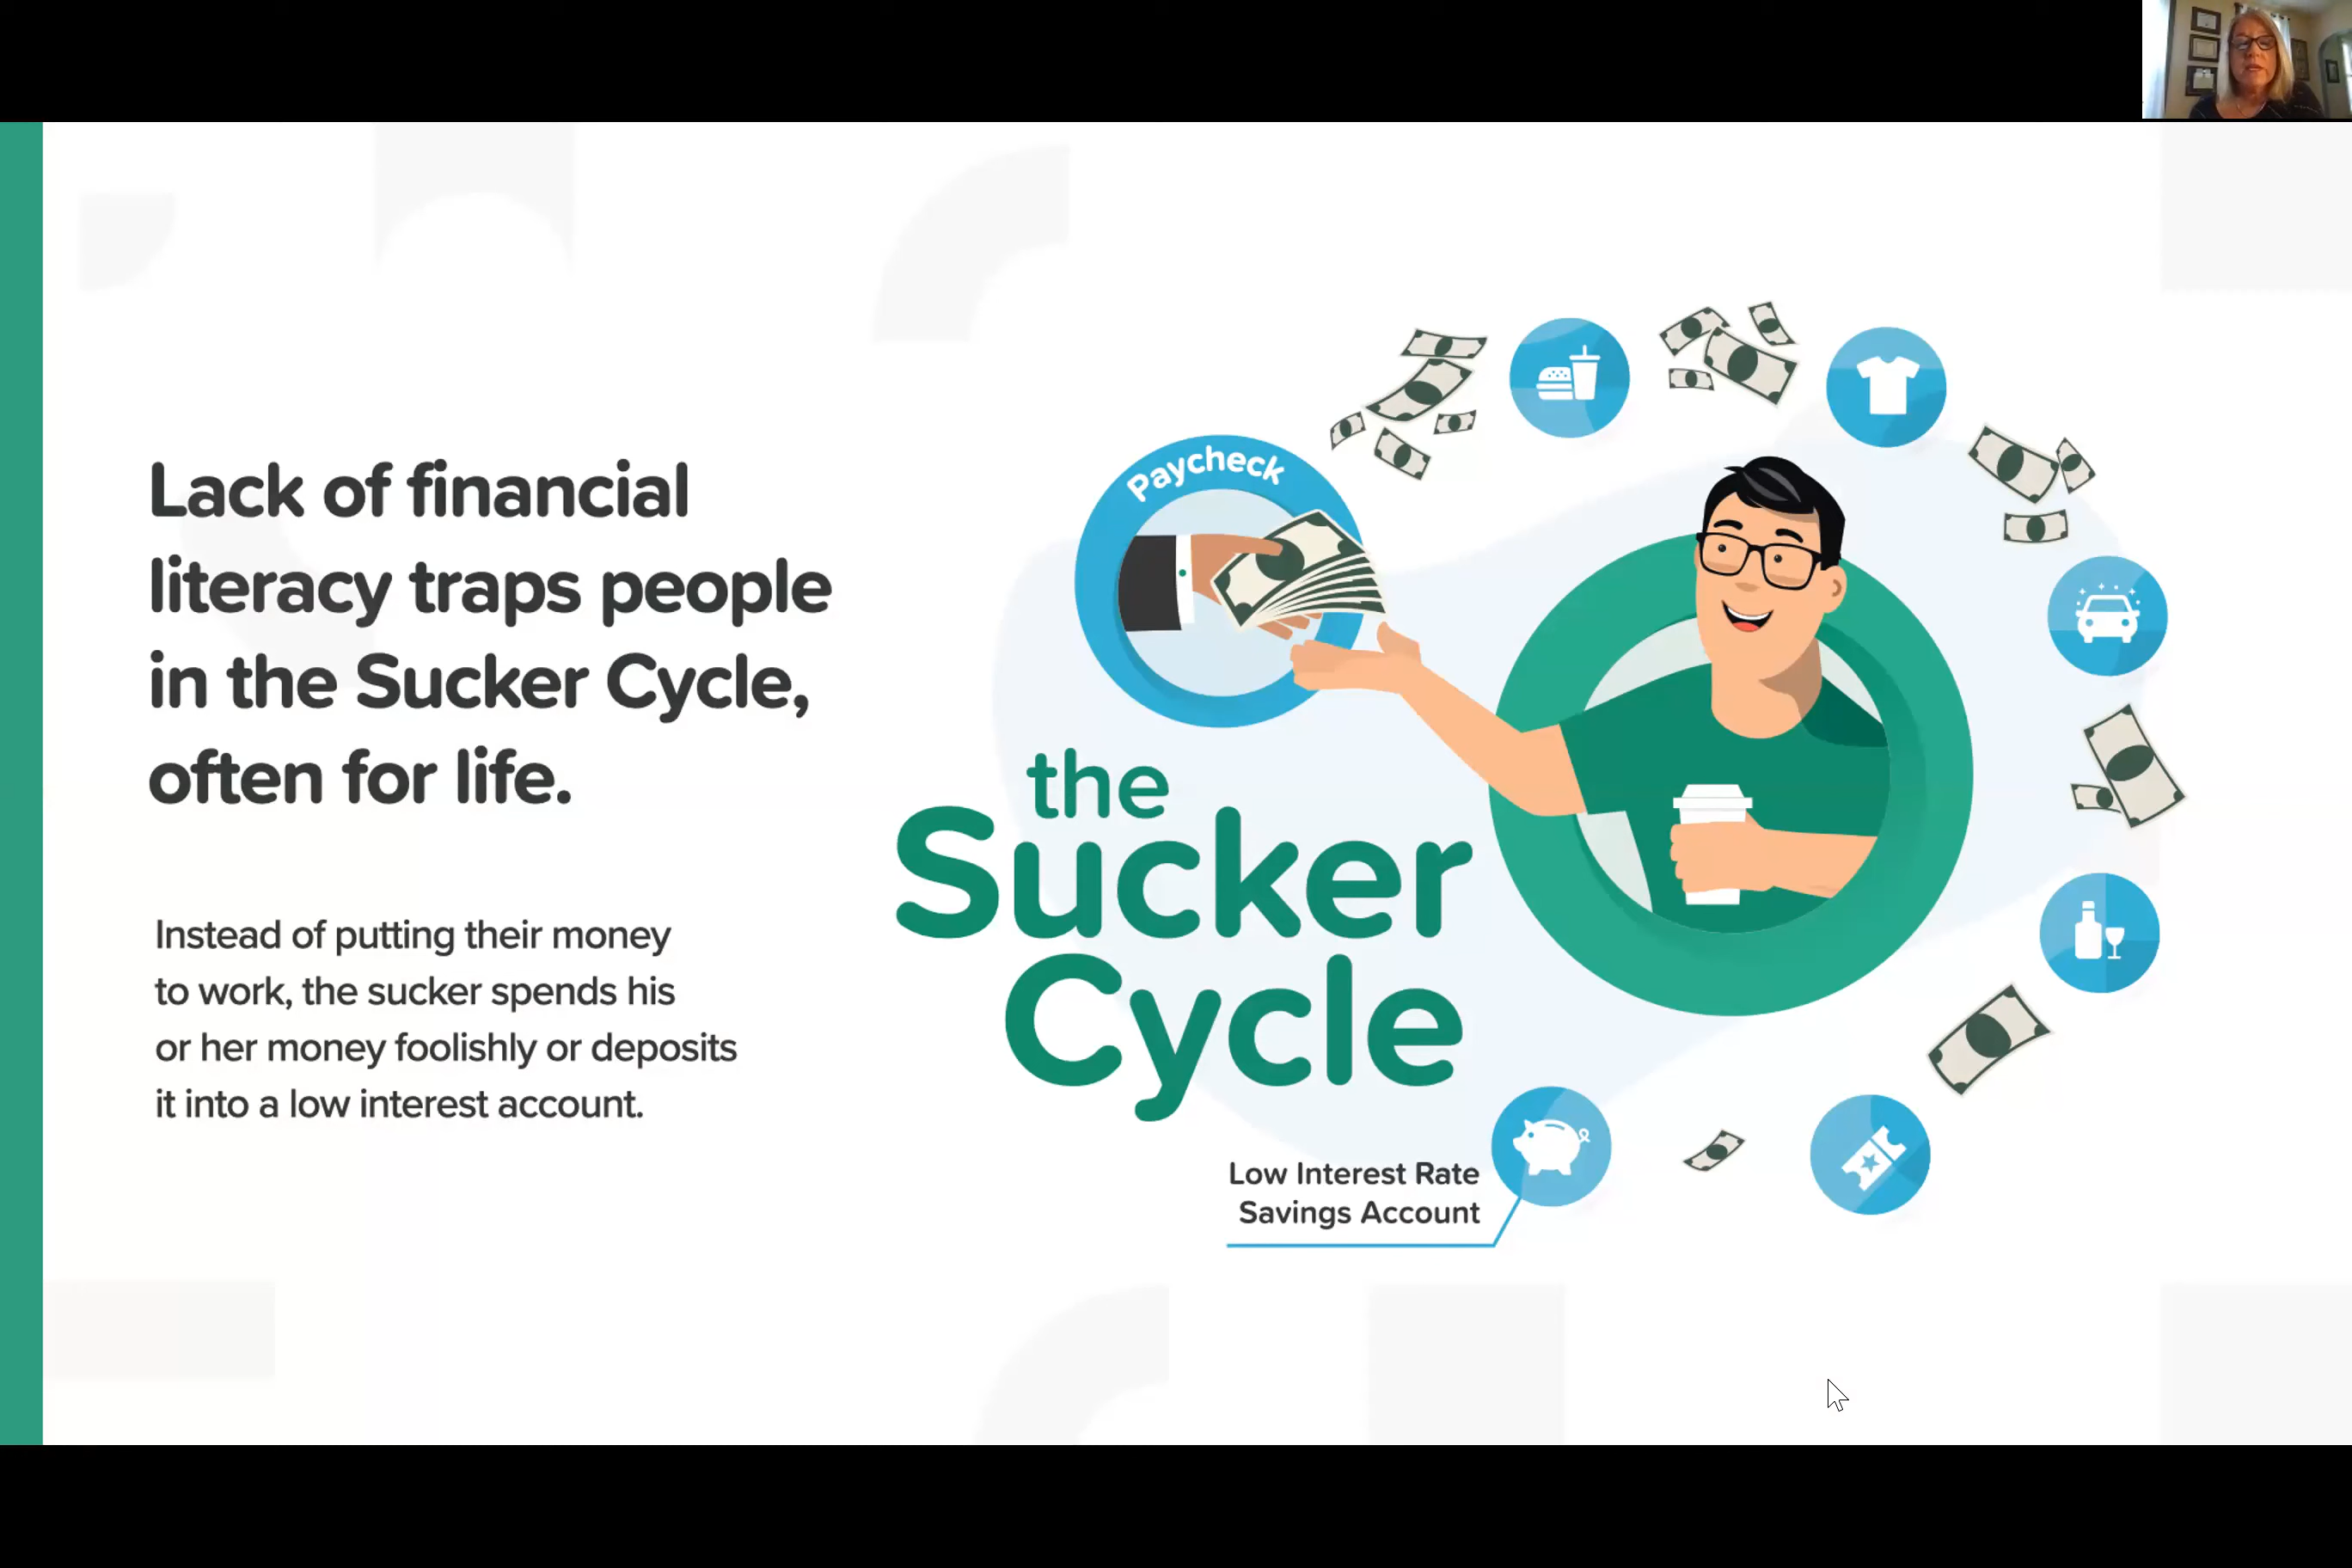 Lack of financial
literacy traps people
in the Sucker Cycle,
often for life.
Instead of putting their money
to work, the sucker spends his
or her money foolishly or deposits
it into a low interest account.
Paycheck
the
Sucker
Cycle
Low Interest Rate
Savings Account